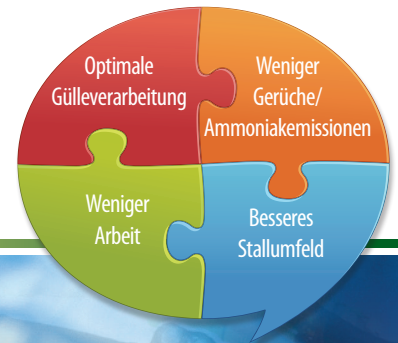 Optimale
Gülleverarbeitung
Weniger
Gerüche/
Ammoniakemissionen
Weniger
Arbeit
Besseres
Stallumfeld